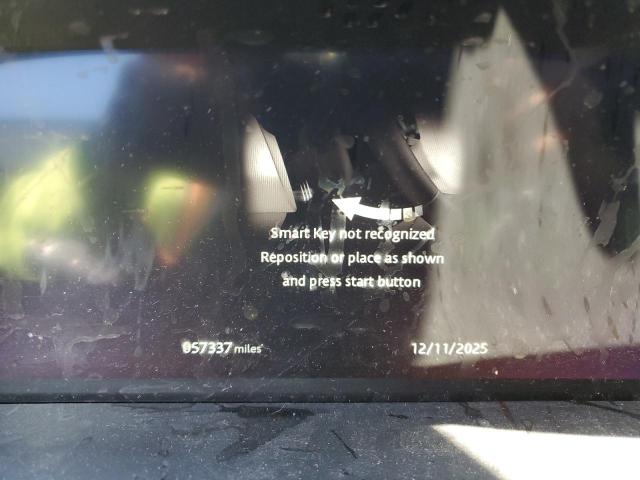 Smart Key not recognized
Reposition or place as shown
and press start button
057337 miles 12/11/2025